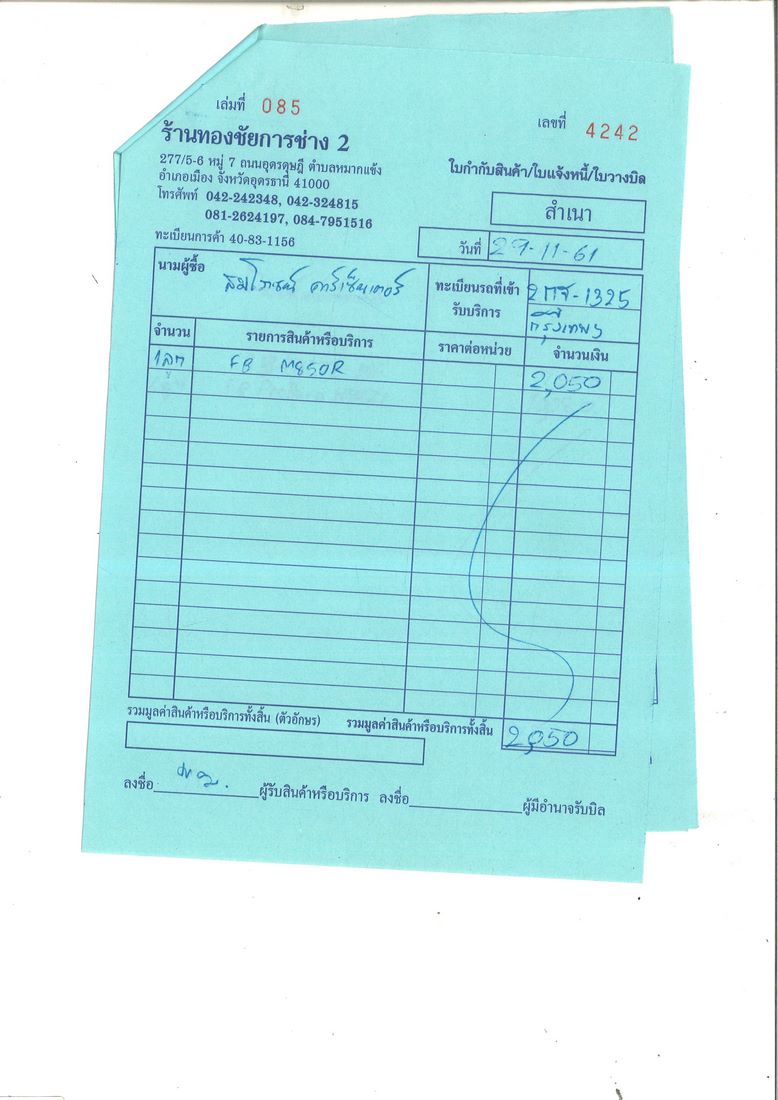 เล่มที่ 085
เลขที่ 4242
ร้านทองชัยการช่าง 2
277/5-6 หมู่ 7 ถนนอุดรดุษฎี ตำบลหมากแข้ง
อำเภอเมือง จังหวัดอุดรธานี 41000
โทรศัพท์ 042-242348, 042-324815
081-2624197, 084-7951516
ทะเบียนการค้า 40-83-1156
ใบกำกับสินค้า/ใบแจ้งหนี้/ใบวางบิล
สำเนา
วันที่ 29-11-61
นามผู้ซื้อ สมโภชน์ คาร์เซ็นเตอร์
ทะเบียนรถที่เข้ารับบริการ 2กจ-1325
กรุงเทพฯ
จำนวน รายการสินค้าหรือบริการ ราคาต่อหน่วย จำนวนเงิน
1ลูก FB M850R 2,050
รวมมูลค่าสินค้าหรือบริการทั้งสิ้น (ตัวอักษร) รวมมูลค่าสินค้าหรือบริการทั้งสิ้น 2,050
ลงชื่อ ผู้รับสินค้าหรือบริการ ลงชื่อ ผู้มีอำนาจรับบิล